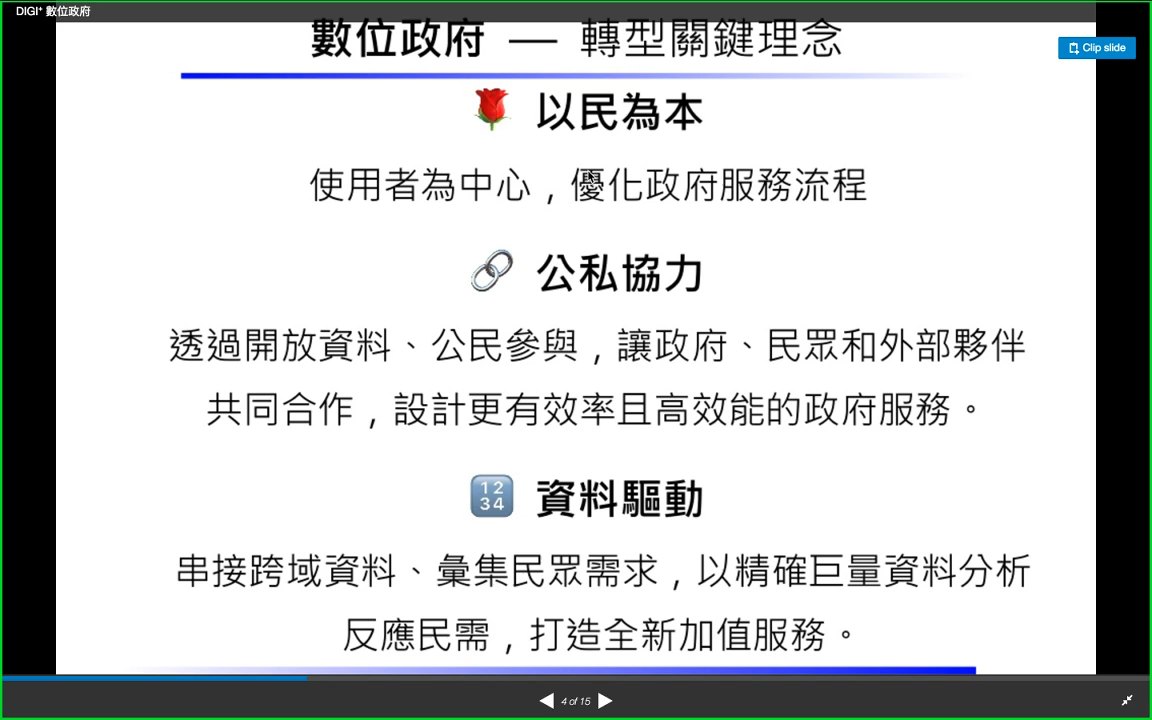 DIGI⁺ 數位政府
數位政府 — 轉型關鍵理念
Clip slide
🌹 以民為本
使用者為中心，優化政府服務流程
🔗 公私協力
透過開放資料、公民參與，讓政府、民眾和外部夥伴
共同合作，設計更有效率且高效能的政府服務。
🔢 資料驅動
串接跨域資料、彙集民眾需求，以精確巨量資料分析
反應民需，打造全新加值服務。
4 of 15